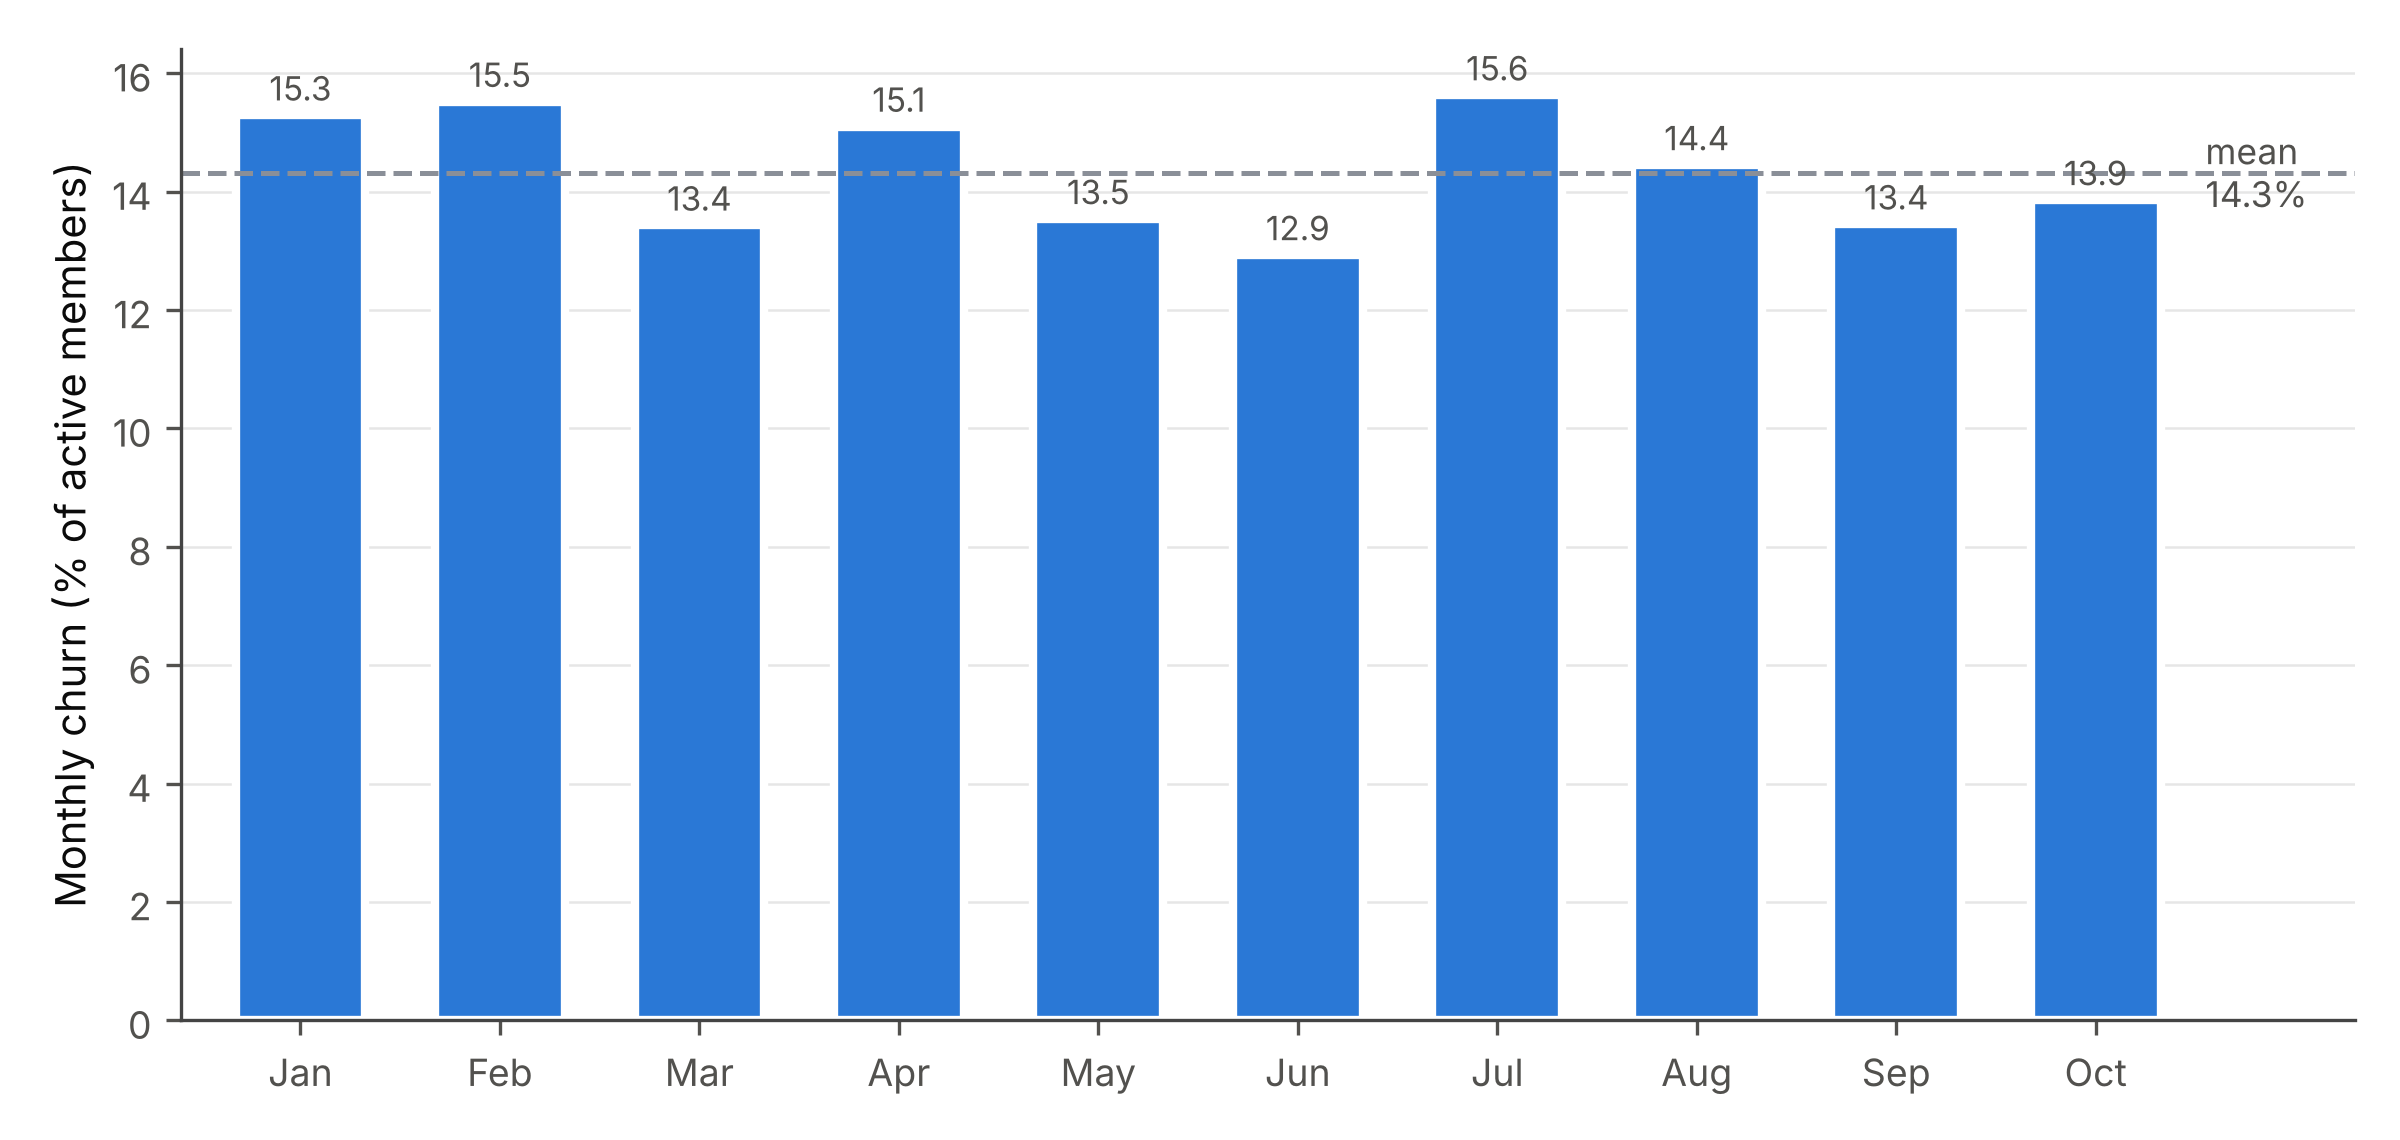 Monthly churn (% of active members)
16
14
12
10
8
6
4
2
0
15.3
15.5
13.4
15.1
13.5
12.9
15.6
14.4
13.4
13.9
mean
14.3%
Jan
Feb
Mar
Apr
May
Jun
Jul
Aug
Sep
Oct